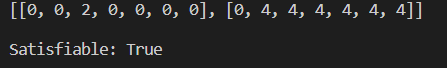 [[0, 0, 2, 0, 0, 0, 0], [0, 4, 4, 4, 4, 4, 4]]
Satisfiable: True